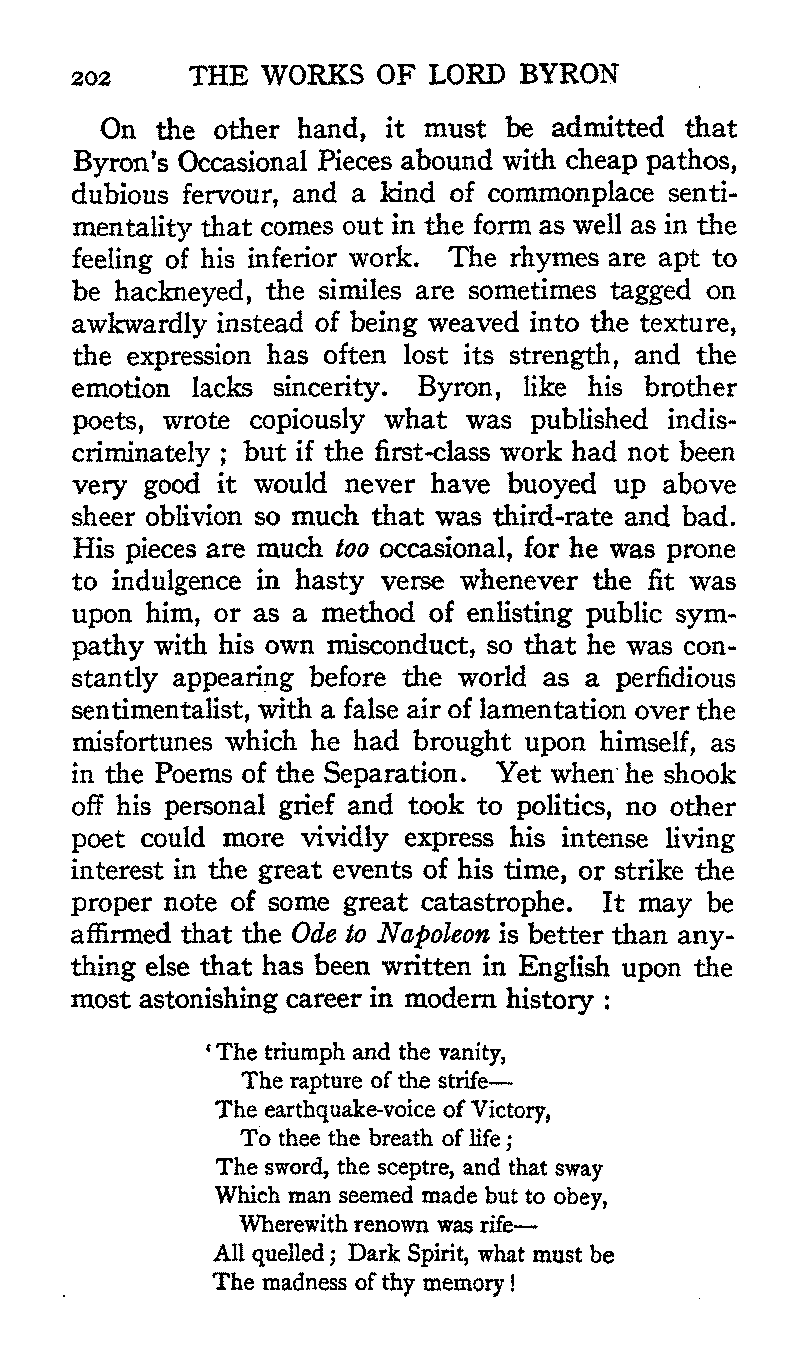 202 THE WORKS OF LORD BYRON
On the other hand, it must be admitted that
Byron's Occasional Pieces abound with cheap pathos,
dubious fervour, and a kind of commonplace senti-
mentality that comes out in the form as well as in the
feeling of his inferior work. The rhymes are apt to
be hackneyed, the similes are sometimes tagged on
awkwardly instead of being weaved into the texture,
the expression has often lost its strength, and the
emotion lacks sincerity. Byron, like his brother
poets, wrote copiously what was published indis-
criminately ; but if the first-class work had not been
very good it would never have buoyed up above
sheer oblivion so much that was third-rate and bad.
His pieces are much too occasional, for he was prone
to indulgence in hasty verse whenever the fit was
upon him, or as a method of enlisting public sym-
pathy with his own misconduct, so that he was con-
stantly appearing before the world as a perfidious
sentimentalist, with a false air of lamentation over the
misfortunes which he had brought upon himself, as
in the Poems of the Separation. Yet when he shook
off his personal grief and took to politics, no other
poet could more vividly express his intense living
interest in the great events of his time, or strike the
proper note of some great catastrophe. It may be
affirmed that the Ode to Napoleon is better than any-
thing else that has been written in English upon the
most astonishing career in modern history :
‘The triumph and the vanity,
The rapture of the strife—
The earthquake-voice of Victory,
To thee the breath of life ;
The sword, the sceptre, and that sway
Which man seemed made but to obey,
Wherewith renown was rife—
All quelled ; Dark Spirit, what must be
The madness of thy memory !